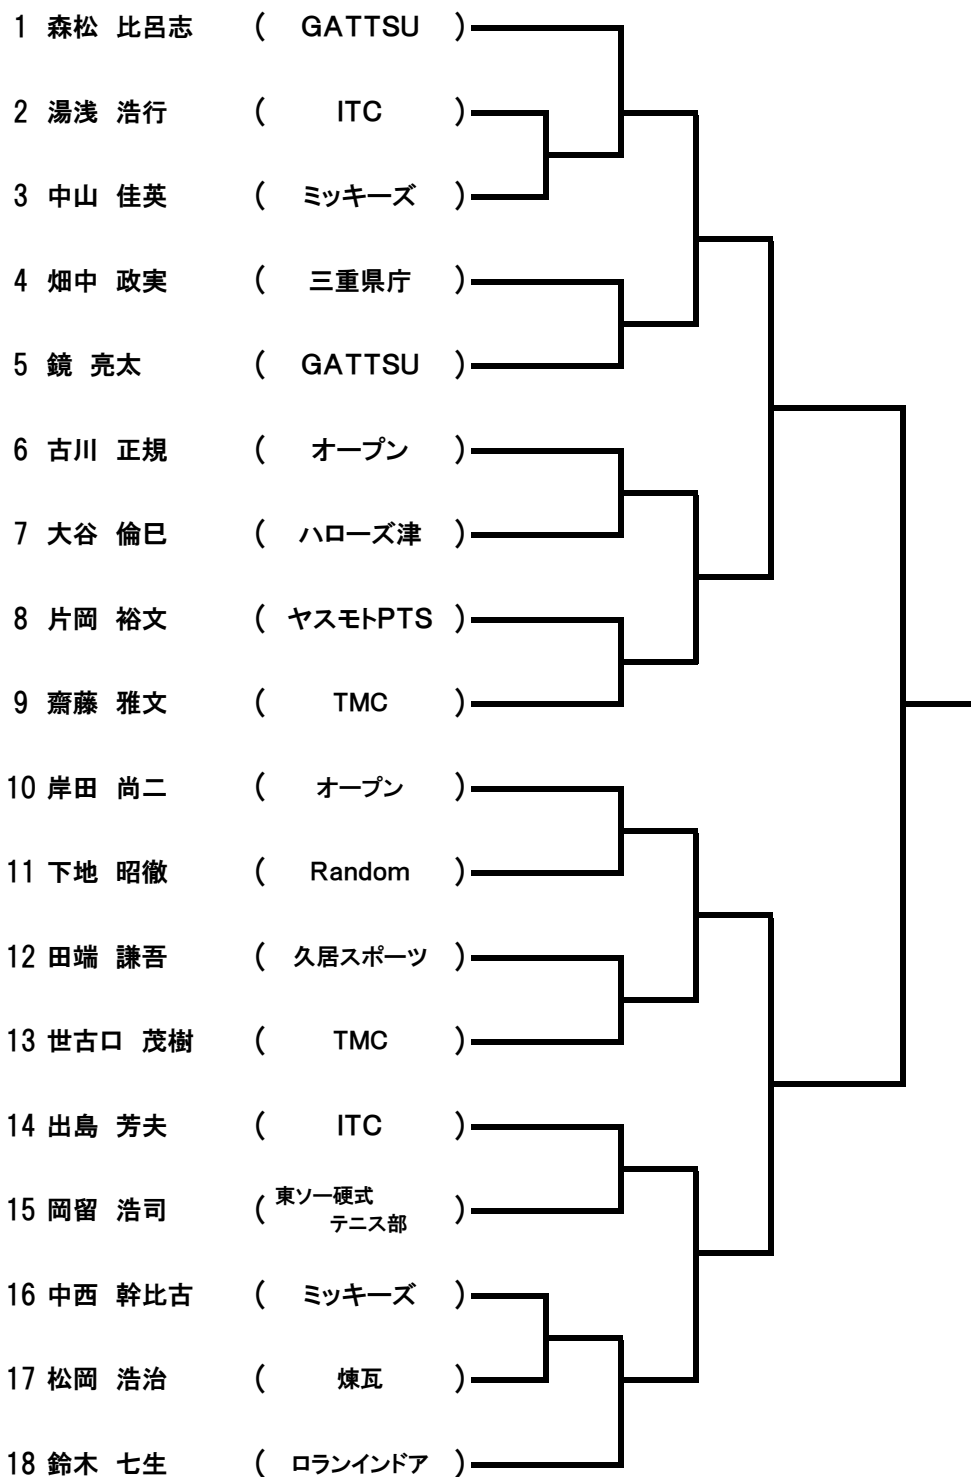 1 森松 比呂志 ( GATTSU )
2 湯浅 浩行 ( ITC )
3 中山 佳英 ( ミッキーズ )
4 畑中 政実 ( 三重県庁 )
5 鏡 亮太 ( GATTSU )
6 古川 正規 ( オープン )
7 大谷 倫巳 ( ハローズ津 )
8 片岡 裕文 ( ヤスモトPTS )
9 齋藤 雅文 ( TMC )
10 岸田 尚二 ( オープン )
11 下地 昭徹 ( Random )
12 田端 謙吾 ( 久居スポーツ )
13 世古口 茂樹 ( TMC )
14 出島 芳夫 ( ITC )
15 岡留 浩司 ( 東ソー硬式
テニス部 )
16 中西 幹比古 ( ミッキーズ )
17 松岡 浩治 ( 煉瓦 )
18 鈴木 七生 ( ロランインドア )